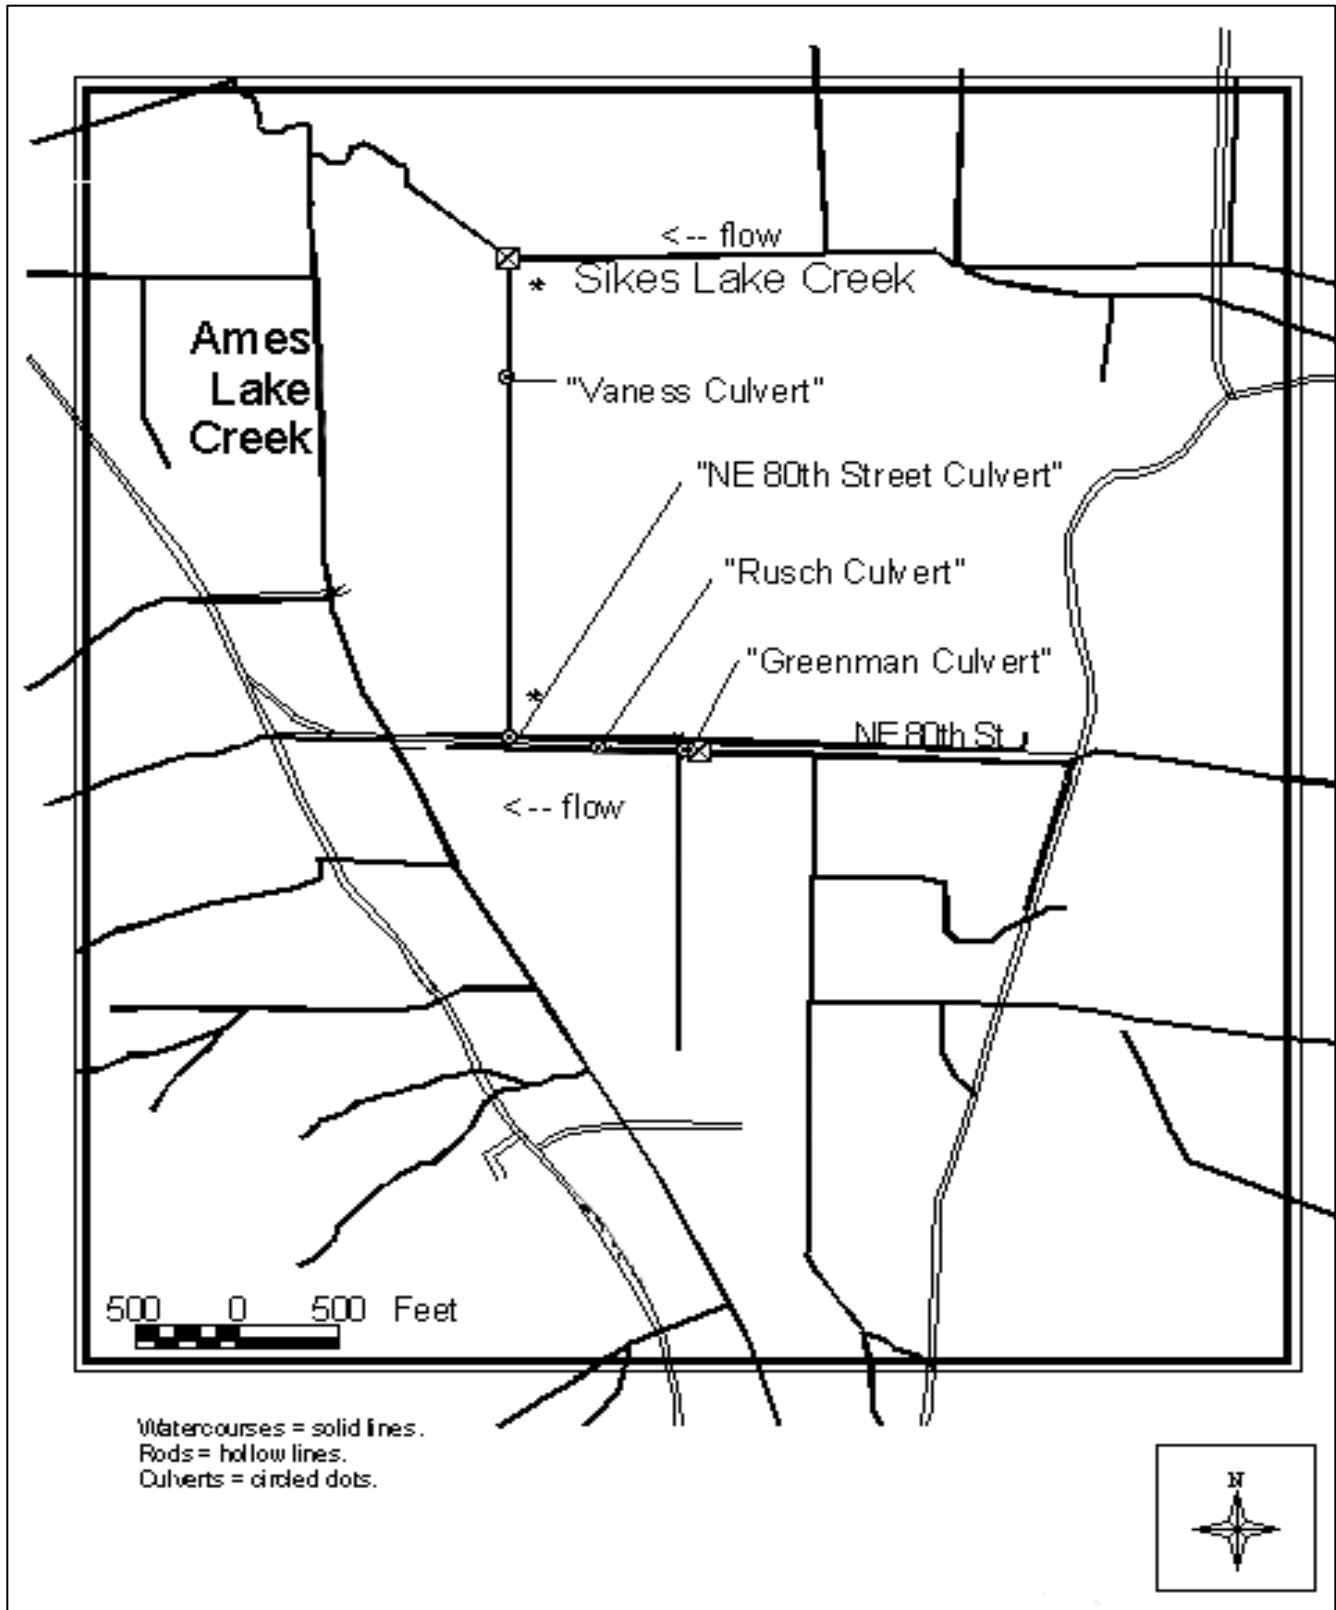 <-- flow
* Sikes Lake Creek
Ames
Lake
Creek
"Vaness Culvert"
"NE 80th Street Culvert"
"Rusch Culvert"
*
"Greenman Culvert"
NE 80th St
<-- flow
500 0 500 Feet
Watercourses = solid lines.
Rods = hollow lines.
Culverts = circled dots.
N